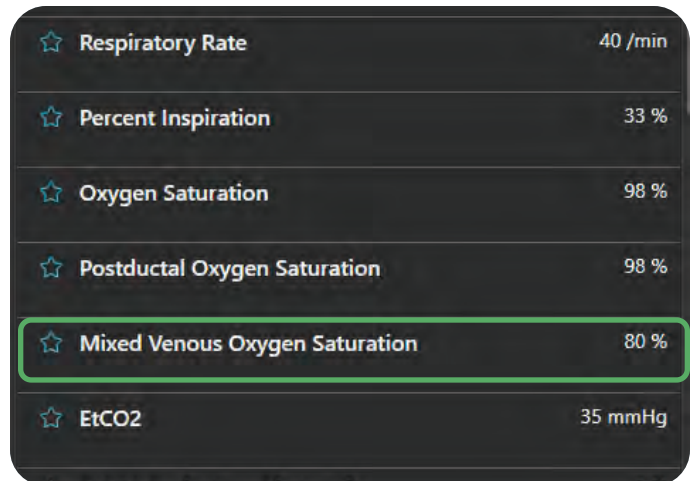 Respiratory Rate 40 /min
Percent Inspiration 33 %
Oxygen Saturation 98 %
Postductal Oxygen Saturation 98 %
Mixed Venous Oxygen Saturation 80 %
EtCO2 35 mmHg